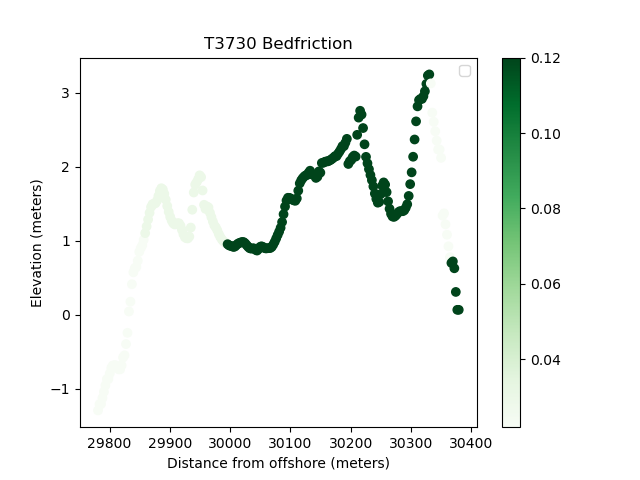 T3730 Bedfriction
Elevation (meters)
3
2
1
0
−1
29800 29900 30000 30100 30200 30300 30400
Distance from offshore (meters)
0.12
0.10
0.08
0.06
0.04